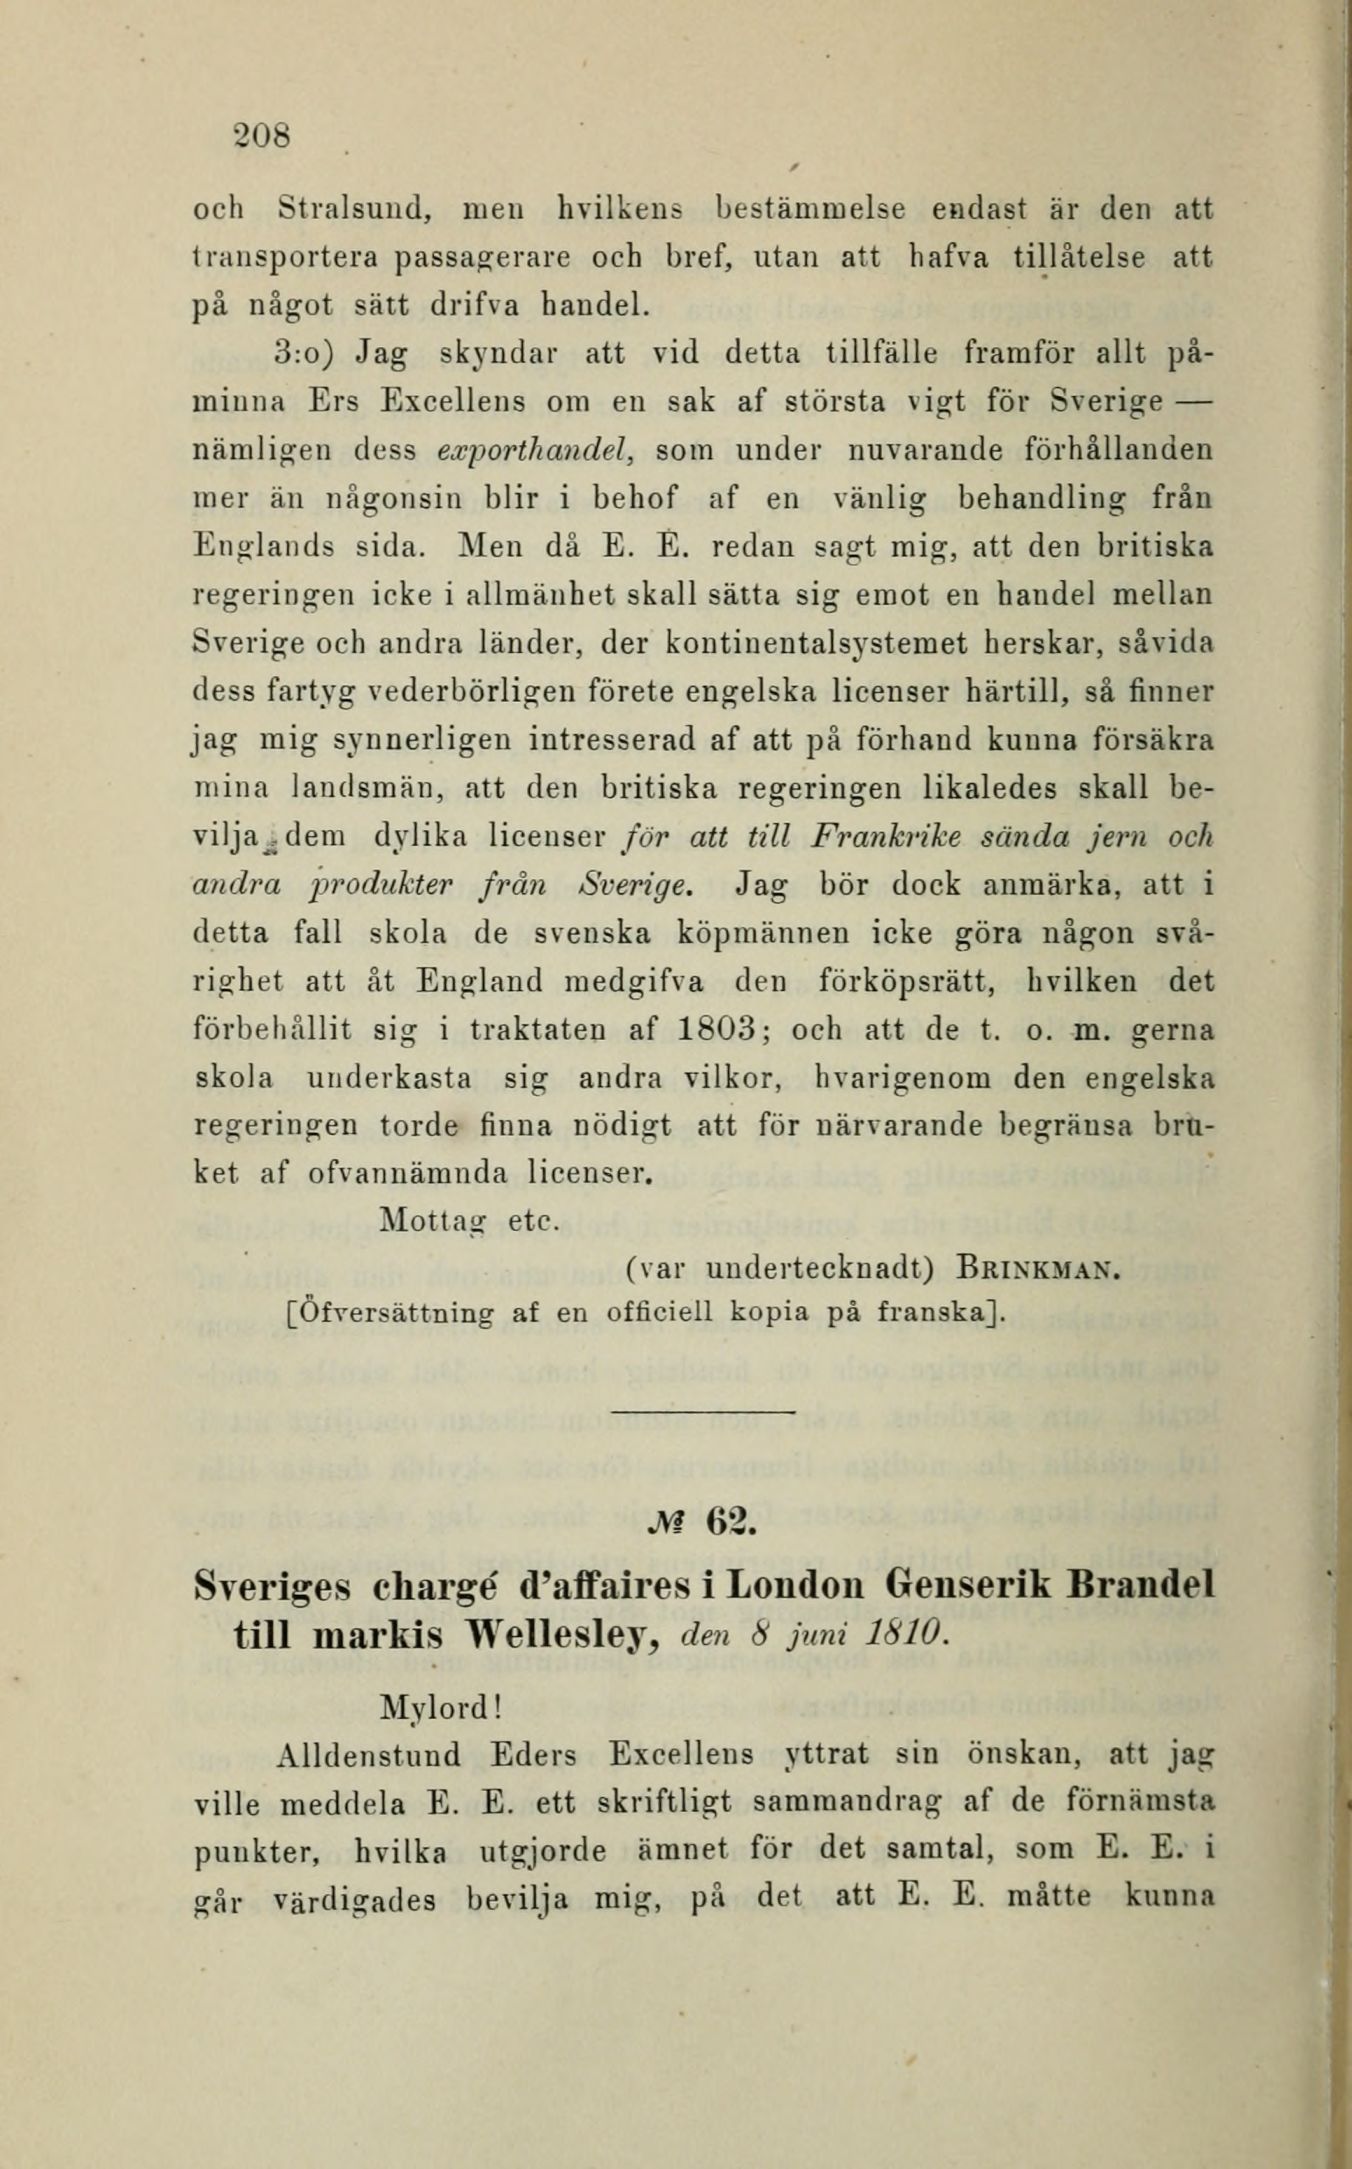 208
och Stralsund, men hvilkens bestämmelse endast är den att
transportera passagerare och bref, utan att hafva tillåtelse att
på något sätt drifva handel.
3:o) Jag skyndar att vid detta tillfälle framför allt på-
minna Ers Excellens om en sak af största vigt för Sverige —
nämligen dess exporthandel, som under nuvarande förhållanden
mer än någonsin blir i behof af en vänlig behandling från
Englands sida. Men då E. E. redan sagt mig, att den britiska
regeringen icke i allmänhet skall sätta sig emot en handel mellan
Sverige och andra länder, der kontinentalsystemet herskar, såvida
dess fartyg vederbörligen förete engelska licenser härtill, så finner
jag mig synnerligen intresserad af att på förhand kunna försäkra
mina landsmän, att den britiska regeringen likaledes skall be-
vilja dem dylika licenser för att till Frankrike sända jern och
andra produkter från Sverige. Jag bör dock anmärka, att i
detta fall skola de svenska köpmännen icke göra någon svå-
righet att åt England medgifva den förköpsrätt, hvilken det
förbehållit sig i traktaten af 1803; och att de t. o. m. gerna
skola underkasta sig andra vilkor, hvarigenom den engelska
regeringen torde finna nödigt att för närvarande begränsa bru-
ket af ofvannämnda licenser.
Mottag etc.
(var undertecknadt) BRINKMAN.
[Öfversättning af en officiell kopia på franska].
№ 62.
Sveriges chargé d'affaires i London Genserik Brandel
till markis Wellesley, den 8 juni 1810.
Mylord!
Alldenstund Eders Excellens yttrat sin önskan, att jag
ville meddela E. E. ett skriftligt sammandrag af de förnämsta
punkter, hvilka utgjorde ämnet för det samtal, som E. E. i
går värdigades bevilja mig, på det att E. E. måtte kunna